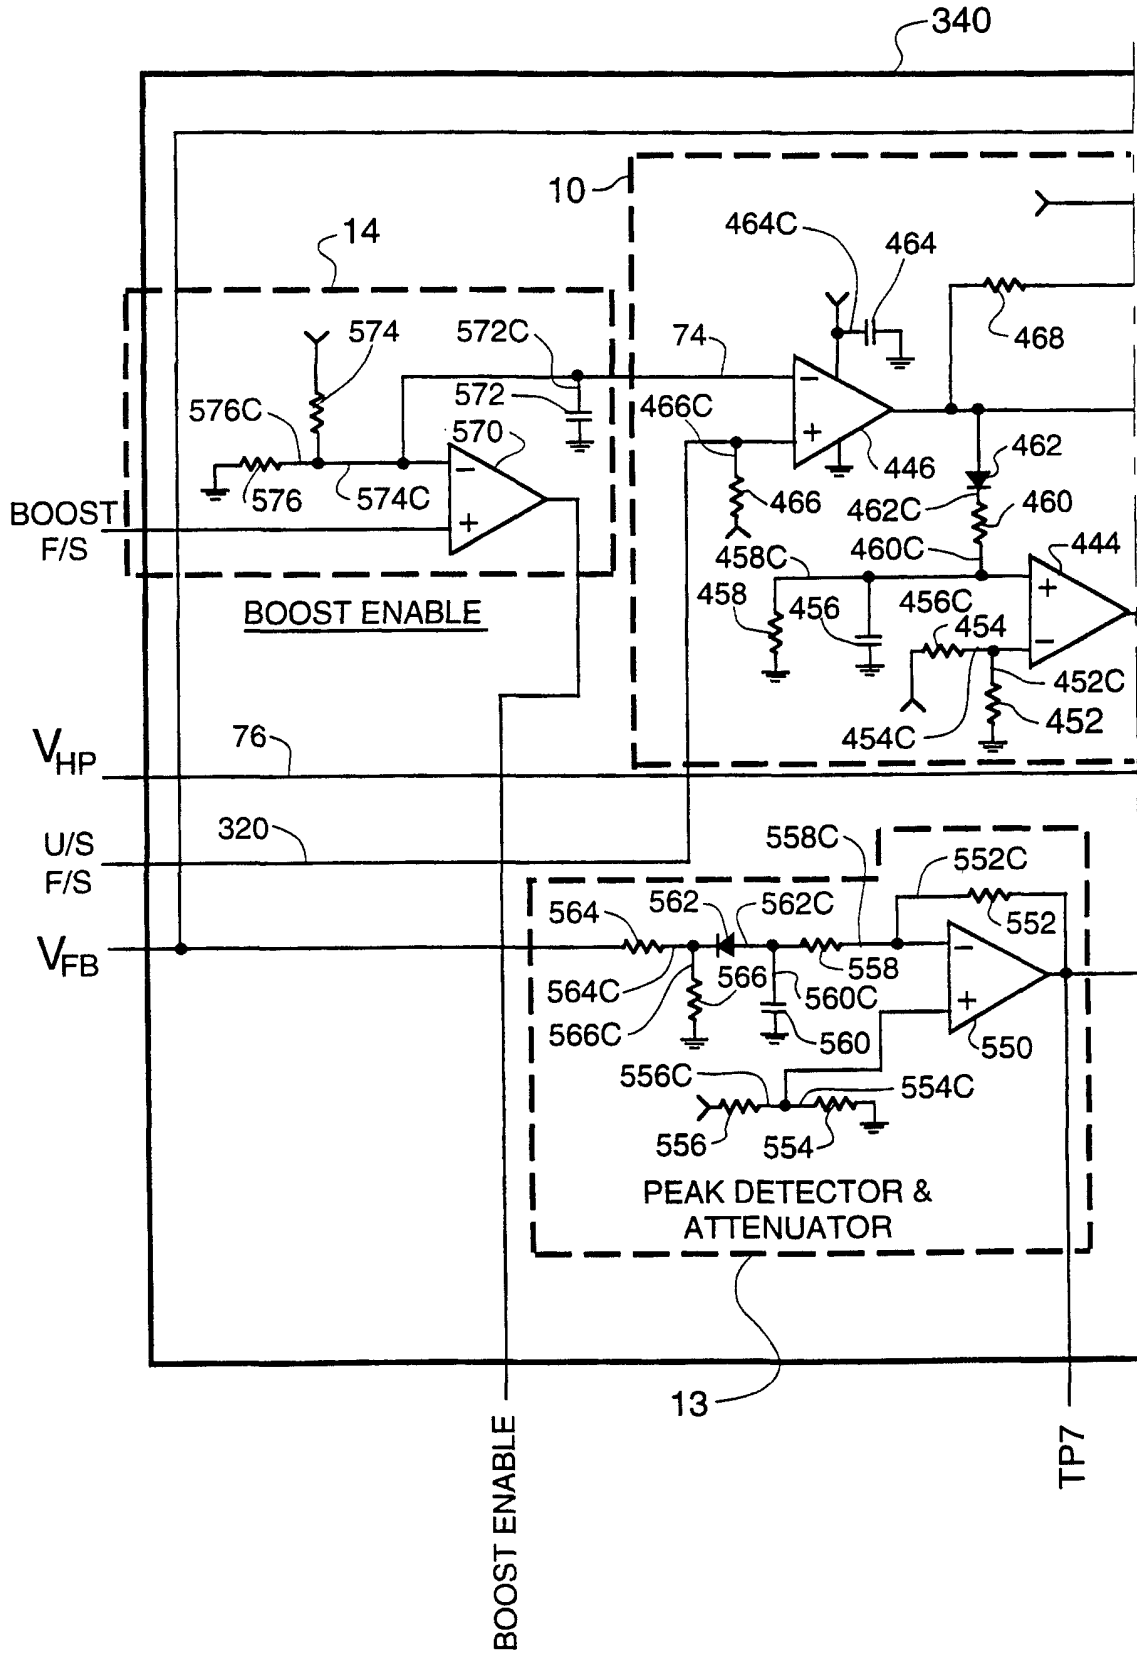 340
10
14
464C
464
574
572C
74
468
572
466C
576C
570
462
576
574C
466
446
462C
460
BOOST
F/S
460C
444
458C
458
456
456C
454
BOOST ENABLE
452C
452
454C
V_HP
76
U/S
F/S
320
558C
552C
564
562
562C
552
V_FB
564C
566
558
566C
560C
560
550
556C
554C
556
554
PEAK DETECTOR &
ATTENUATOR
13
BOOST ENABLE
TP7